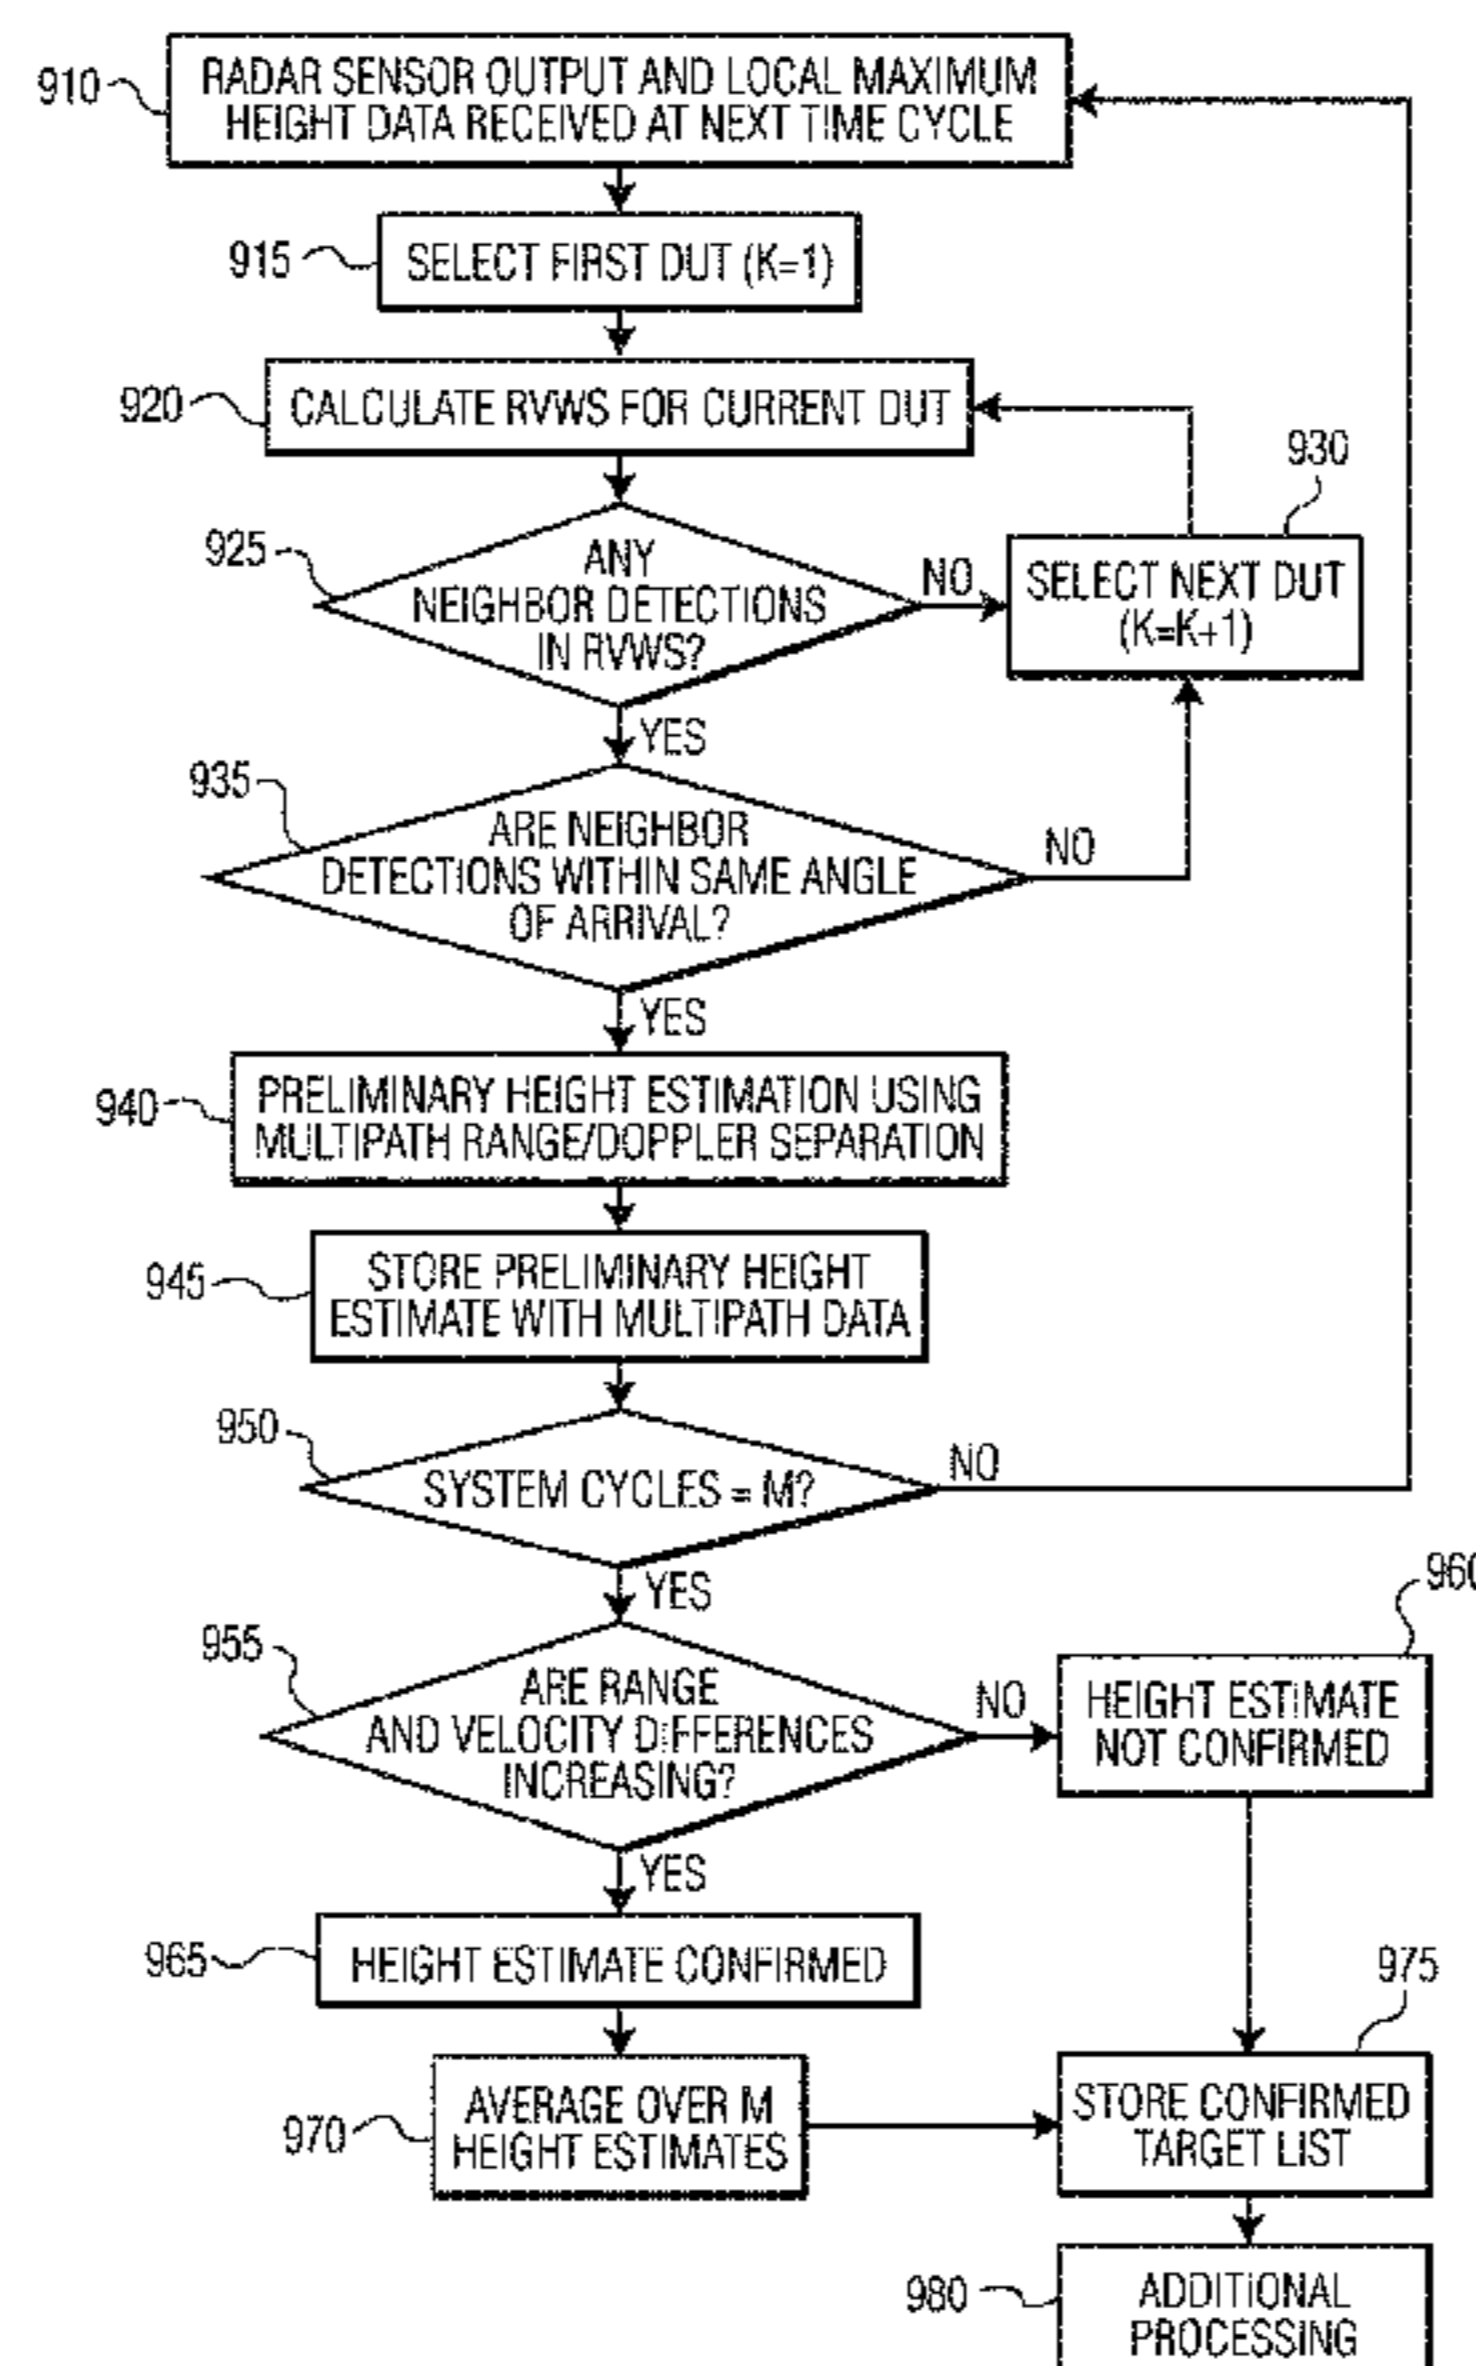 910
RADAR SENSOR OUTPUT AND LOCAL MAXIMUM
HEIGHT DATA RECEIVED AT NEXT TIME CYCLE
915
SELECT FIRST DUT (K=1)
920
CALCULATE RVWS FOR CURRENT DUT
930
925
ANY
NEIGHBOR DETECTIONS
IN RVWS?
NO
SELECT NEXT DUT
(K=K+1)
YES
935
ARE NEIGHBOR
DETECTIONS WITHIN SAME ANGLE
OF ARRIVAL?
NO
YES
940
PRELIMINARY HEIGHT ESTIMATION USING
MULTIPATH RANGE/DOPPLER SEPARATION
945
STORE PRELIMINARY HEIGHT
ESTIMATE WITH MULTIPATH DATA
950
SYSTEM CYCLES = M?
NO
YES
960
955
ARE RANGE
AND VELOCITY DIFFERENCES
INCREASING?
NO
HEIGHT ESTIMATE
NOT CONFIRMED
YES
965
HEIGHT ESTIMATE CONFIRMED
975
970
AVERAGE OVER M
HEIGHT ESTIMATES
STORE CONFIRMED
TARGET LIST
980
ADDITIONAL
PROCESSING